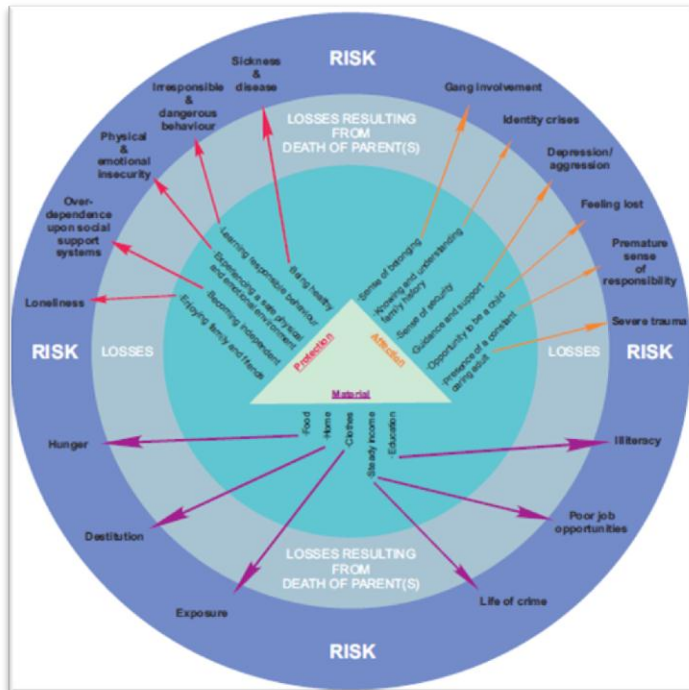 RISK
Sickness
&
disease
Irresponsible
&
dangerous
behaviour
Physical
&
emotional
insecurity
Over-
dependence
upon social
support
systems
Loneliness
RISK
Gang involvement
Identity crises
Depression/
aggression
Feeling lost
Premature
sense
of
responsibility
Severe trauma
RISK
LOSSES RESULTING
FROM
DEATH OF PARENT(S)
LOSSES
LOSSES
·Being healthy
·Learning responsible behaviour
·Experiencing a safe physical
and emotional environment
·Becoming independent
·Enjoying family and friends
·Sense of belonging
·Knowing and understanding
family history
·Sense of security
·Guidance and support
·Opportunity to be a child
·Presence of a constant
caring adult
Protection
Affection
Material
·Food
·Home
·Clothes
·Steady income
·Education
Hunger
Destitution
Exposure
Illiteracy
Poor job
opportunities
Life of crime
LOSSES RESULTING
FROM
DEATH OF PARENT(S)
RISK